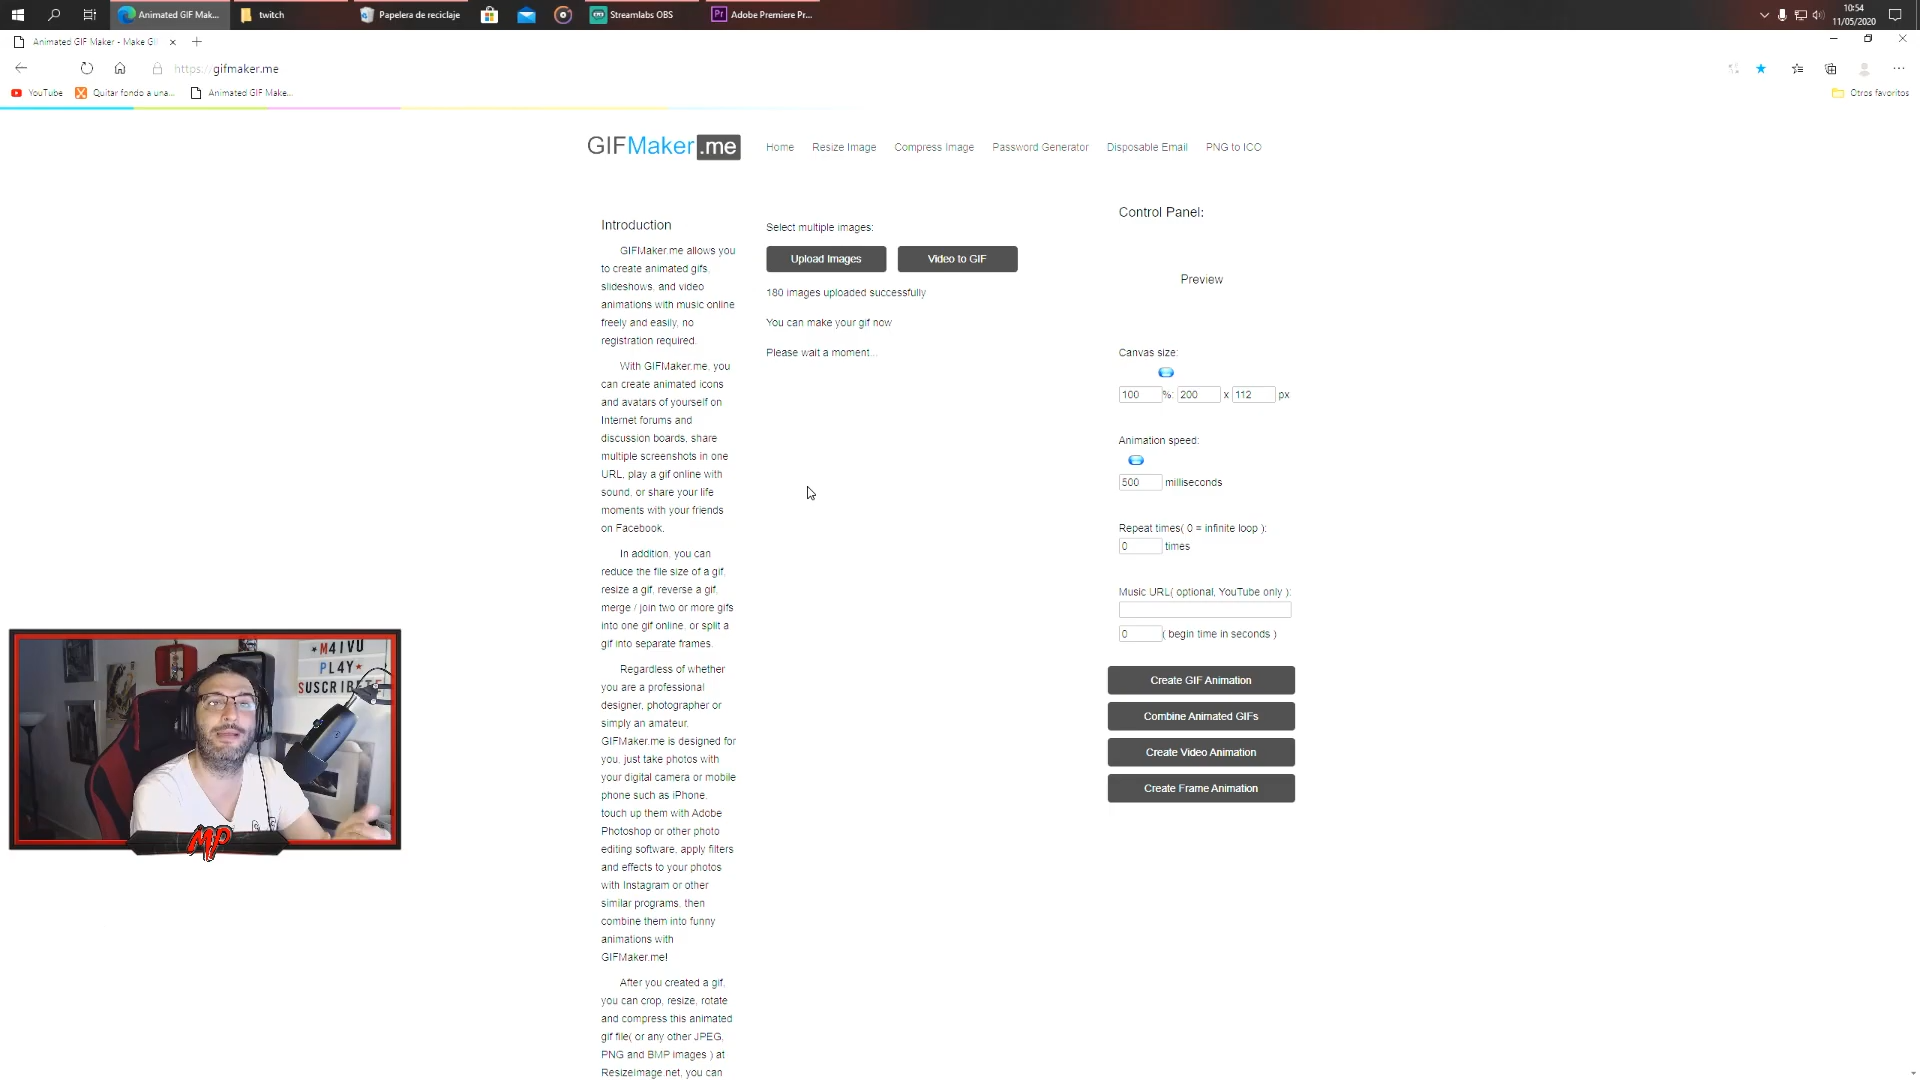 Animated GIF Mak...
twitch
Papelera de reciclaje
Streamlabs OBS
Pr
Adobe Premiere Pr...
10:54
11/05/2020
Animated GIF Maker - Make GI
https://gifmaker.me
YouTube
Quitar fondo a una...
Animated GIF Make...
Otros favoritos
GIFMaker.me
Home
Resize Image
Compress Image
Password Generator
Disposable Email
PNG to ICO
Introduction
GIFMaker.me allows you
to create animated gifs,
slideshows, and video
animations with music online
freely and easily, no
registration required.
With GIFMaker.me, you
can create animated icons
and avatars of yourself on
Internet forums and
discussion boards, share
multiple screenshots in one
URL, play a gif online with
sound, or share your life
moments with your friends
on Facebook.
In addition, you can
reduce the file size of a gif,
resize a gif, reverse a gif,
merge / join two or more gifs
into one gif online, or split a
gif into separate frames.
Regardless of whether
you are a professional
designer, photographer or
simply an amateur,
GIFMaker.me is designed for
you, just take photos with
your digital camera or mobile
phone such as iPhone,
touch up them with Adobe
Photoshop or other photo
editing software, apply filters
and effects to your photos
with Instagram or other
similar programs, then
combine them into funny
animations with
GIFMaker.me!
After you created a gif,
you can crop, resize, rotate
and compress this animated
gif file( or any other JPEG,
PNG and BMP images ) at
Resizeimage.net, you can
Select multiple images:
Upload Images
Video to GIF
180 images uploaded successfully
You can make your gif now
Please wait a moment...
Control Panel:
Preview
Canvas size:
100 %: 200 x 112 px
Animation speed:
500 milliseconds
Repeat times( 0 = infinite loop ):
0 times
Music URL( optional, YouTube only ):
0 ( begin time in seconds )
Create GIF Animation
Combine Animated GIFs
Create Video Animation
Create Frame Animation
★M4IVU
PL4Y★
SUSCRIBETE
MP